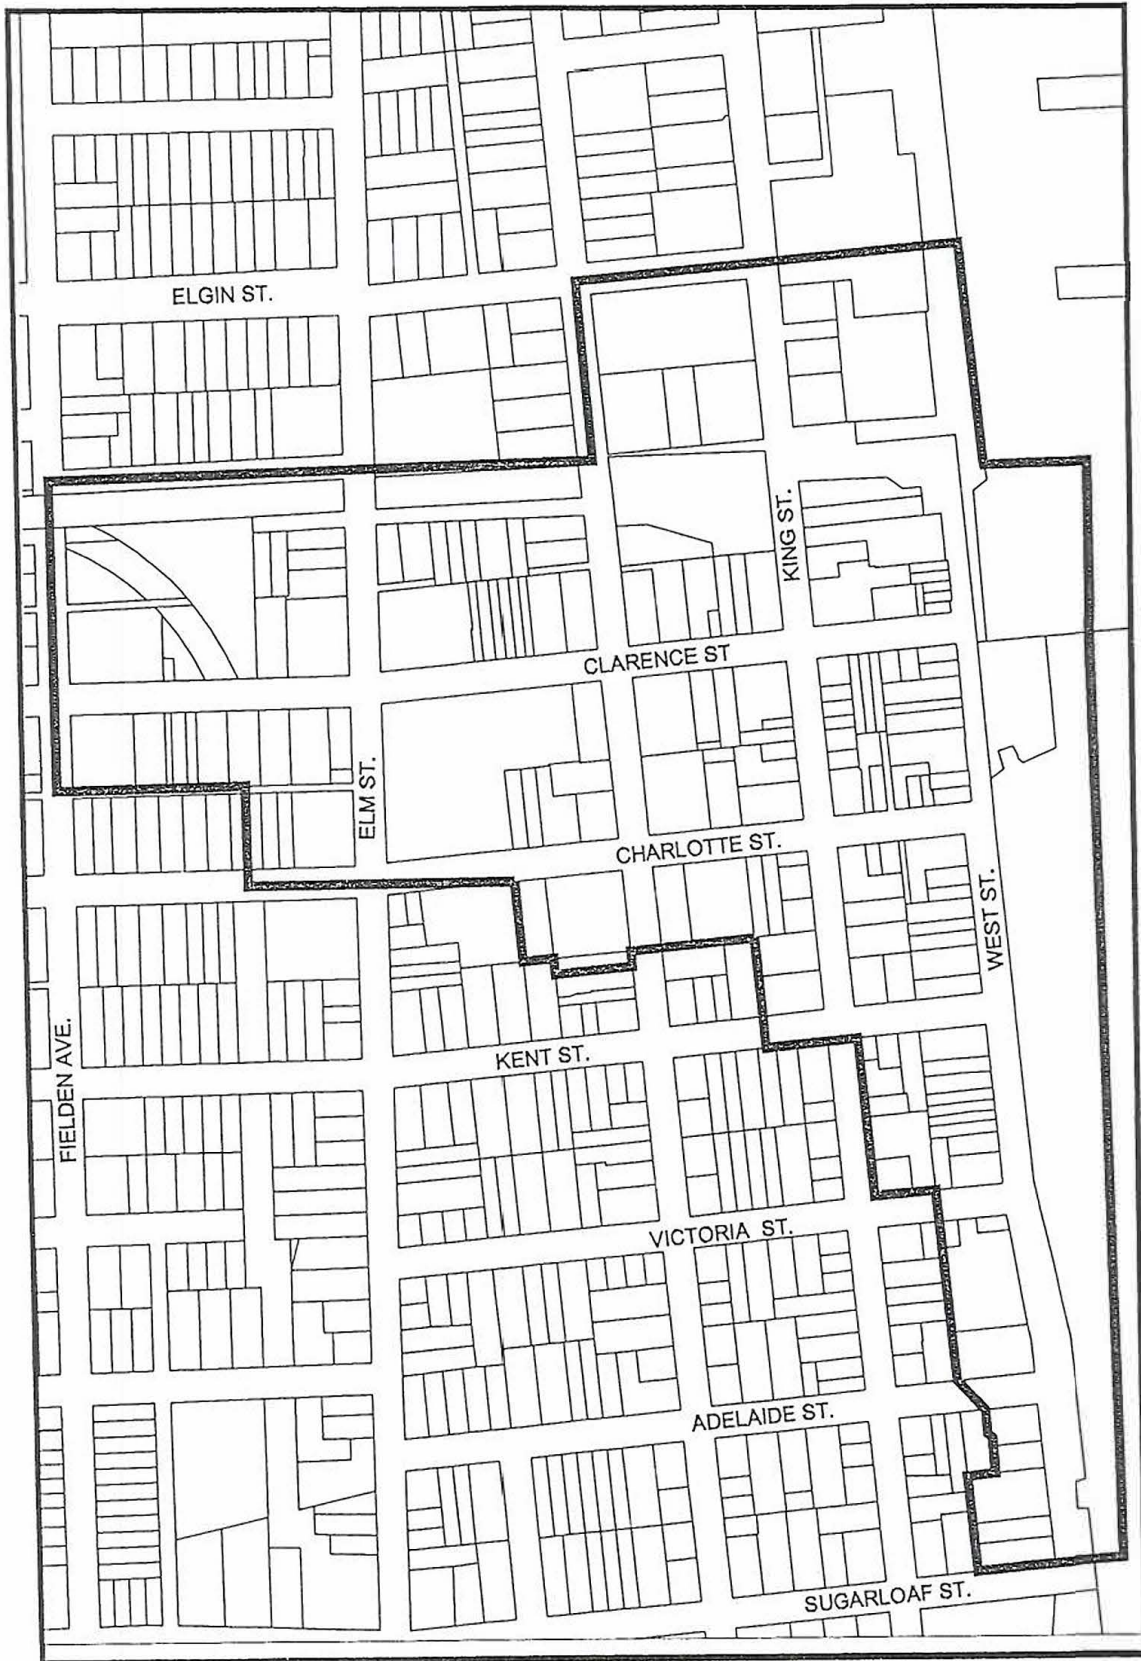 ELGIN ST.
KING ST.
CLARENCE ST
ELM ST.
CHARLOTTE ST.
WEST ST.
KENT ST.
FIELDEN AVE.
VICTORIA ST.
ADELAIDE ST.
SUGARLOAF ST.